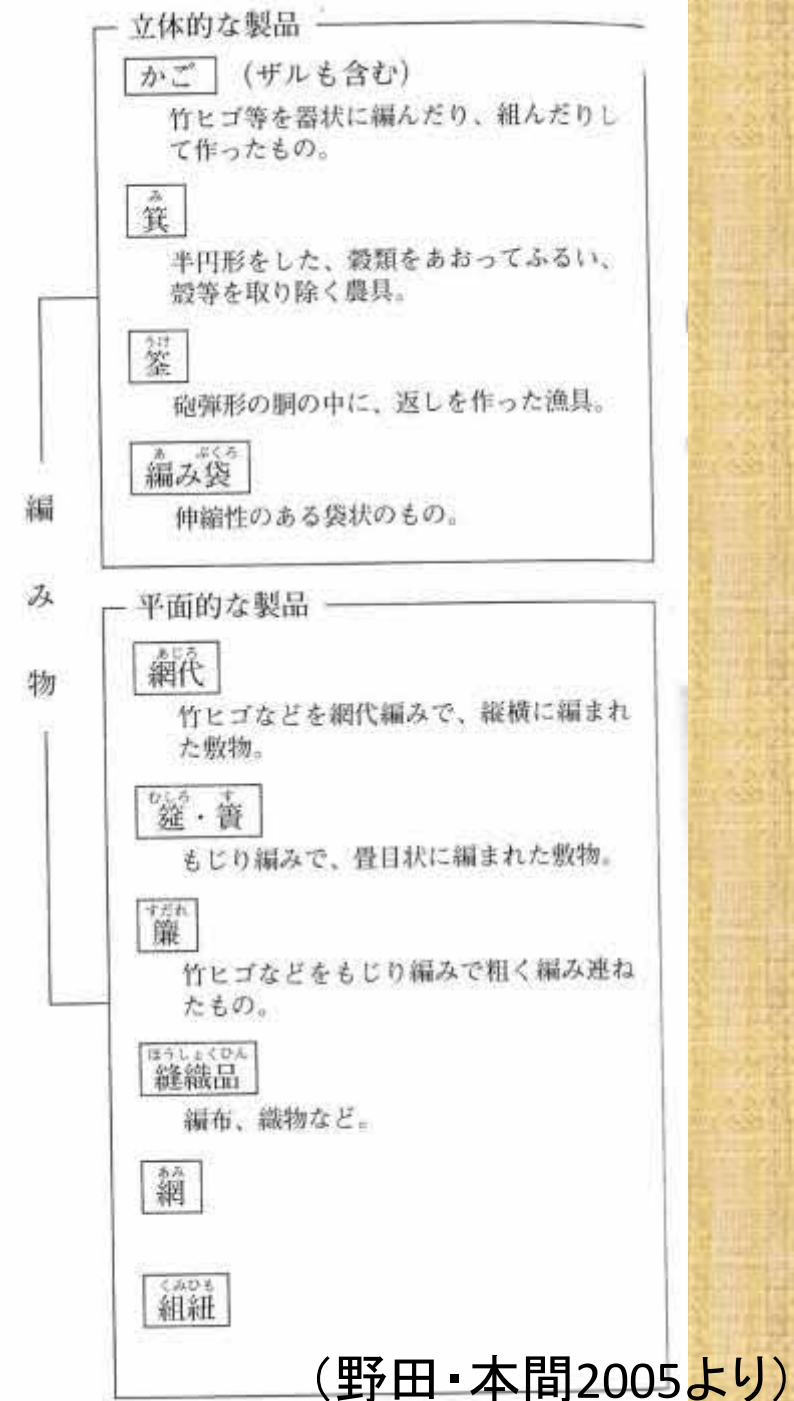 立体的な製品
かご (ザルも含む)
竹ヒゴ等を器状に編んだり、組んだりし
て作ったもの。
み
箕
半円形をした、穀類をあおってふるい、
殻等を取り除く農具。
うけ
筌
砲弾形の胴の中に、返しを作った漁具。
あ ぶくろ
編み袋
伸縮性のある袋状のもの。
編み物
平面的な製品
あじろ
網代
竹ヒゴなどを網代編みで、縦横に編まれ
た敷物。
むしろ す
筵・簀
もじり編みで、畳目状に編まれた敷物。
すだれ
簾
竹ヒゴなどをもじり編みで粗く編み連ね
たもの。
ほうしょくひん
縫織品
編布、織物など。
あみ
網
くみひも
組紐
(野田・本間2005より)